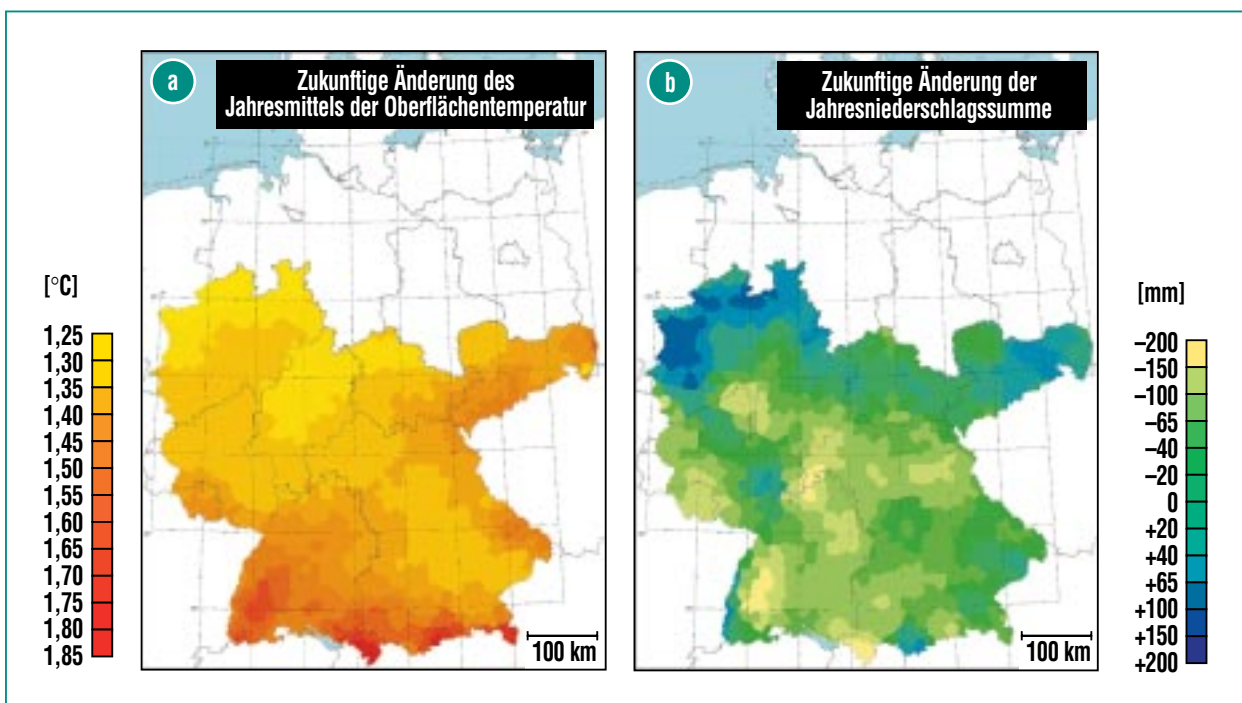 a
Zukunftige Änderung des
Jahresmittels der Oberflächentemperatur
b
Zukunftige Änderung der
Jahresniederschlagssumme
[°C]
1,25
1,30
1,35
1,40
1,45
1,50
1,55
1,60
1,65
1,70
1,75
1,80
1,85
100 km
100 km
[mm]
−200
−150
−100
−65
−40
−20
0
+20
+40
+65
+100
+150
+200